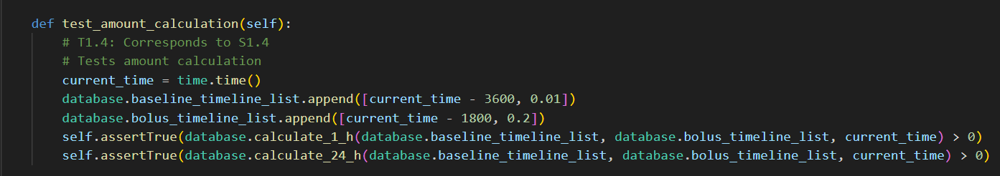 def test_amount_calculation(self):
# T1.4: Corresponds to S1.4
# Tests amount calculation
current_time = time.time()
database.baseline_timeline_list.append([current_time - 3600, 0.01])
database.bolus_timeline_list.append([current_time - 1800, 0.2])
self.assertTrue(database.calculate_1_h(database.baseline_timeline_list, database.bolus_timeline_list, current_time) > 0)
self.assertTrue(database.calculate_24_h(database.baseline_timeline_list, database.bolus_timeline_list, current_time) > 0)